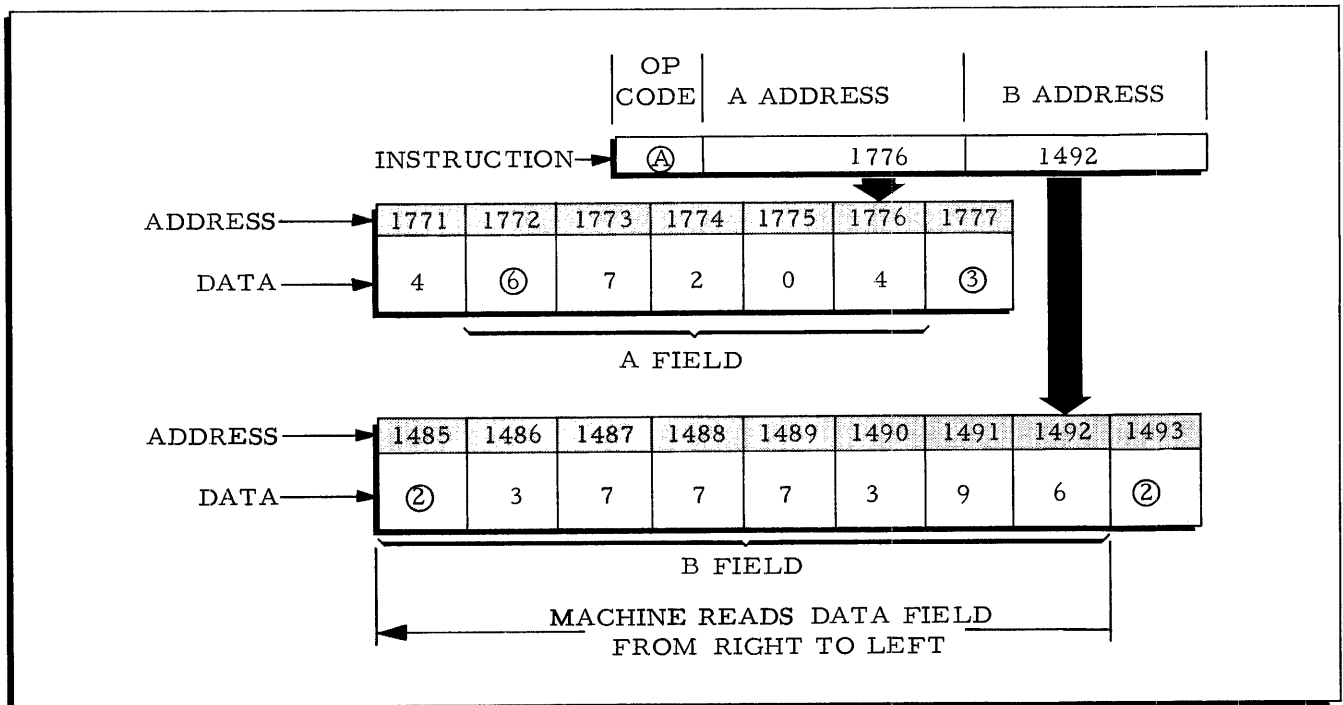 OP
CODE A ADDRESS B ADDRESS
INSTRUCTION Ⓐ 1776 1492
ADDRESS 1771 1772 1773 1774 1775 1776 1777
DATA 4 ⑥ 7 2 0 4 ③
A FIELD
ADDRESS 1485 1486 1487 1488 1489 1490 1491 1492 1493
DATA ② 3 7 7 7 3 9 6 ②
B FIELD
MACHINE READS DATA FIELD
FROM RIGHT TO LEFT